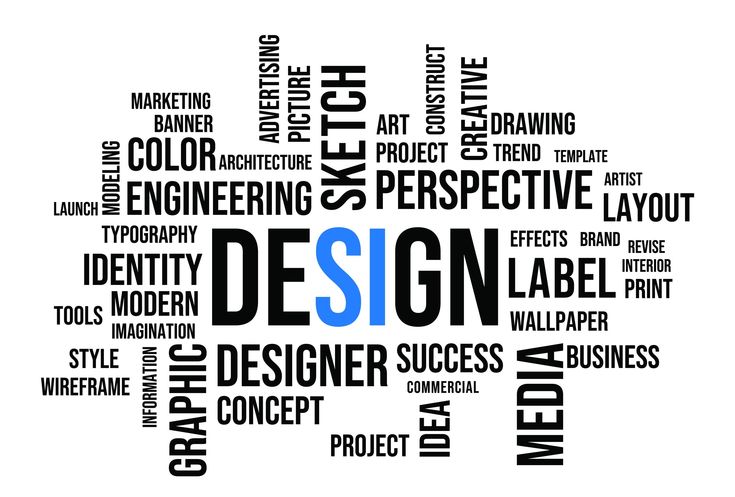 ADVERTISING
PICTURE
SKETCH
CONSTRUCT
CREATIVE
MARKETING
BANNER
ART
DRAWING
MODELING
COLOR
ARCHITECTURE
PROJECT
TREND
TEMPLATE
LAUNCH
ENGINEERING
PERSPECTIVE
ARTIST
LAYOUT
TYPOGRAPHY
DESIGN
EFFECTS
BRAND
REVISE
IDENTITY
LABEL
INTERIOR
PRINT
MODERN
TOOLS
IMAGINATION
WALLPAPER
STYLE
WIREFRAME
INFORMATION
GRAPHIC
DESIGNER
SUCCESS
MEDIA
BUSINESS
COMMERCIAL
CONCEPT
IDEA
PROJECT